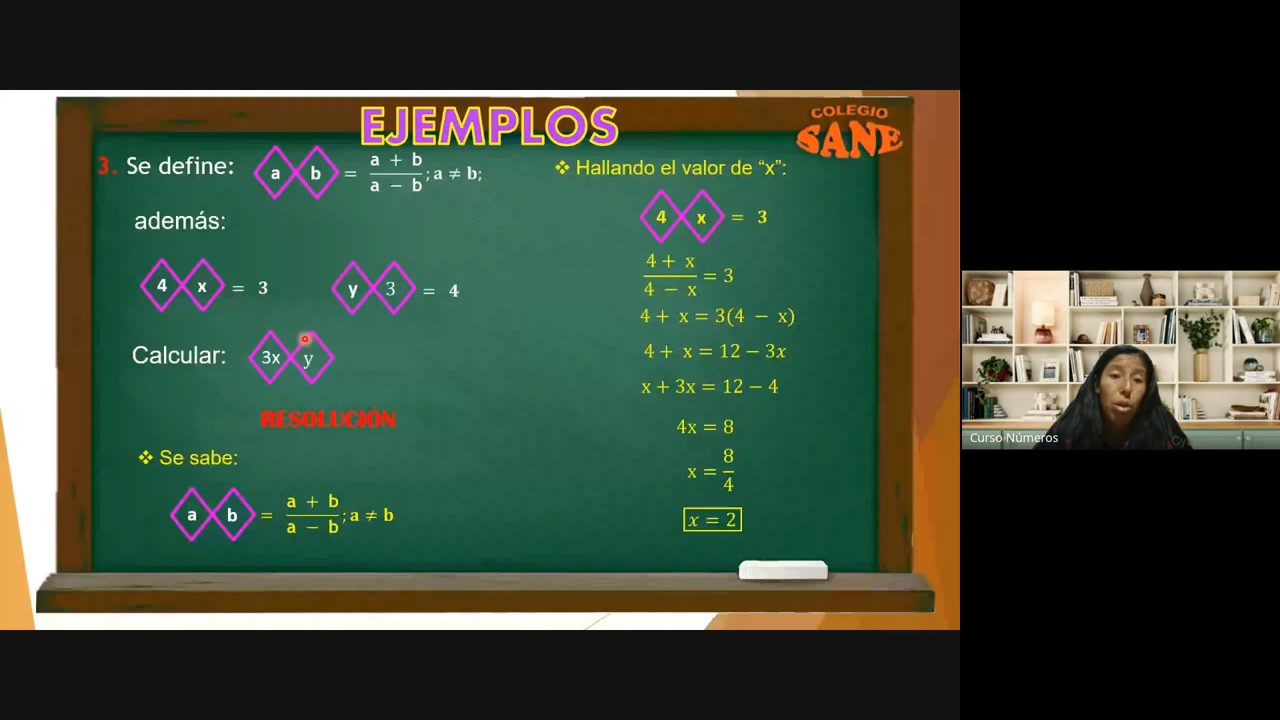 EJEMPLOS
COLEGIO
SANE
3. Se define: a b = a + b / a − b ; a ≠ b;
además:
4 x = 3 y 3 = 4
Calcular: 3x y
RESOLUCIÓN
❖ Se sabe:
a b = a + b / a − b ; a ≠ b
❖ Hallando el valor de “x”:
4 x = 3
4 + x / 4 − x = 3
4 + x = 3(4 − x)
4 + x = 12 − 3x
x + 3x = 12 − 4
4x = 8
x = 8/4
x = 2
Curso Números